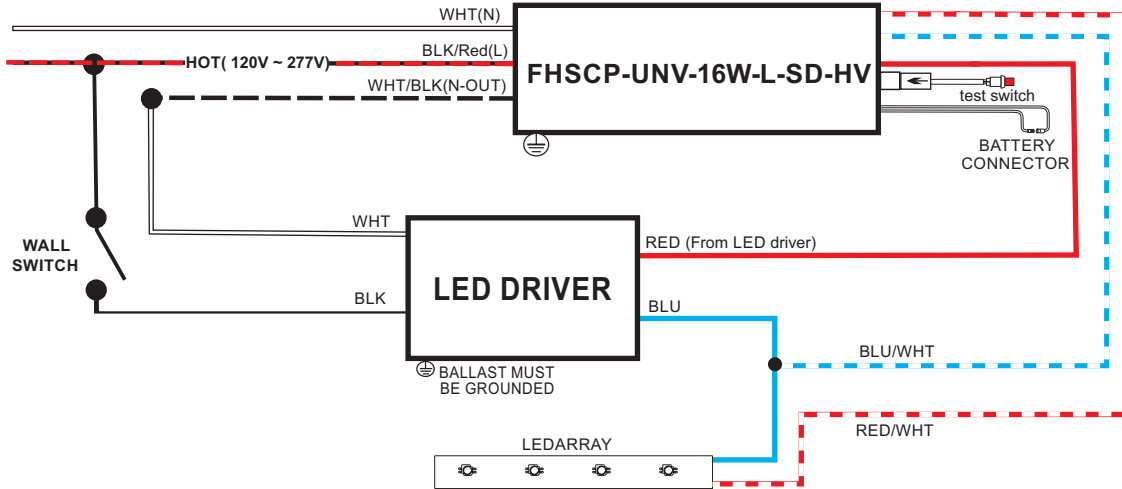 WHT(N)
BLK/Red(L)
HOT( 120V ~ 277V)
WHT/BLK(N-OUT)
FHSCP-UNV-16W-L-SD-HV
test switch
BATTERY
CONNECTOR
WALL
SWITCH
WHT
BLK
LED DRIVER
RED (From LED driver)
BLU
BLU/WHT
BALLAST MUST
BE GROUNDED
RED/WHT
LEDARRAY